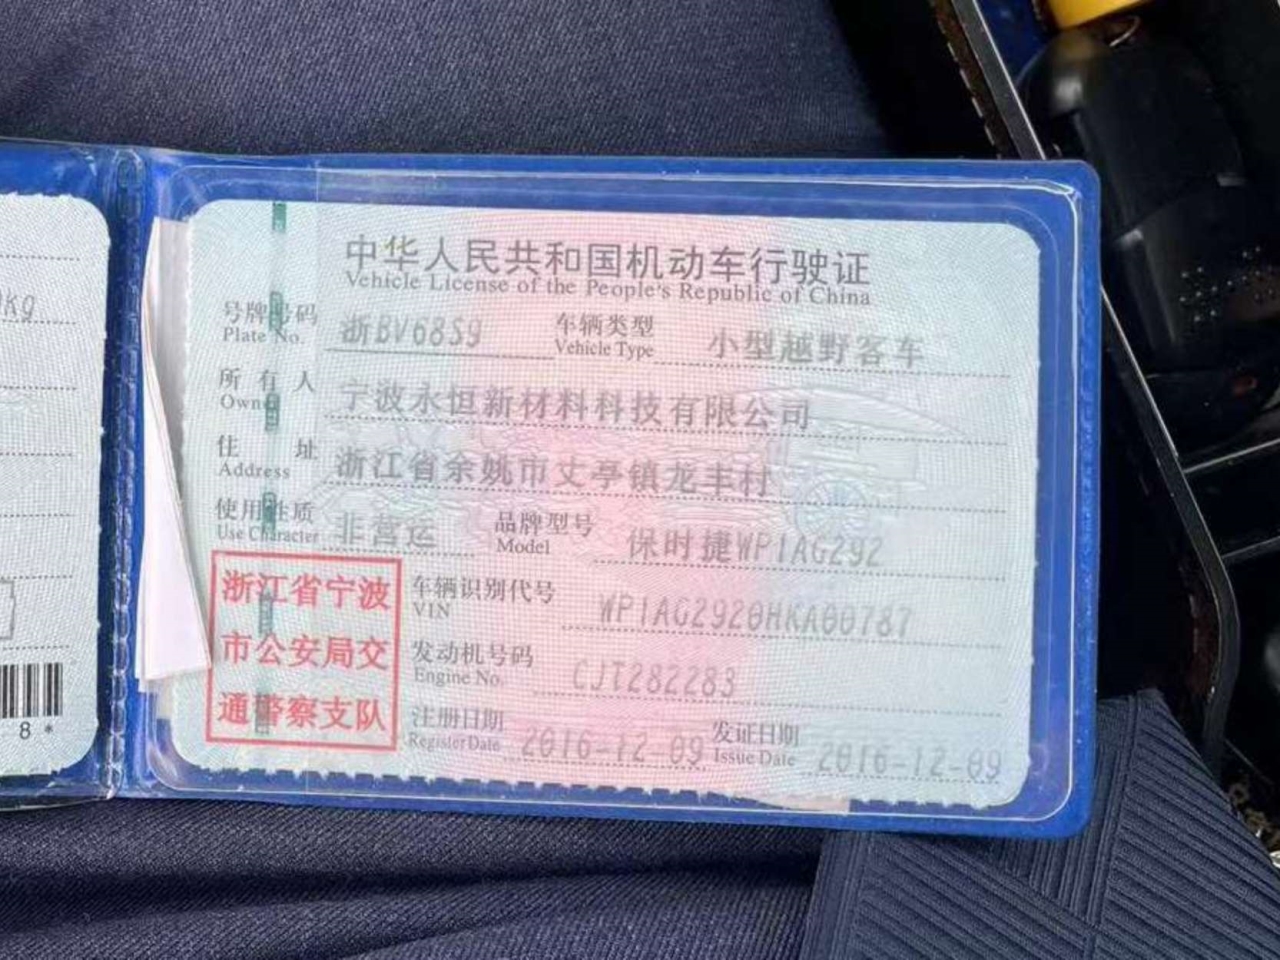 kg
8*
中华人民共和国机动车行驶证
Vehicle License of the People's Republic of China
号牌号码 浙BV68S9 车辆类型 小型越野客车
Plate No. Vehicle Type
所有人 宁波永恒新材料科技有限公司
Owner
住址 浙江省余姚市丈亭镇龙丰村
Address
使用性质 非营运 品牌型号 保时捷WP1AG292
Use Character Model
浙江省宁波
市公安局交
通警察支队
车辆识别代号 WP1AG2920HKA00787
VIN
发动机号码 CJT282283
Engine No.
注册日期 2016-12-09 发证日期 2016-12-09
Register Date Issue Date